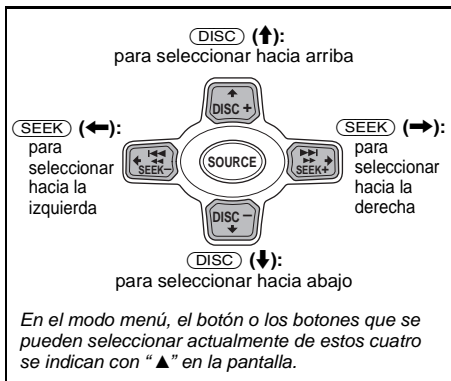 DISC (↑):
para seleccionar hacia arriba
DISC +
SEEK (←):
para
seleccionar
hacia la
izquierda
SEEK−
SOURCE
SEEK+
SEEK (→):
para
seleccionar
hacia la
derecha
DISC −
DISC (↓):
para seleccionar hacia abajo
En el modo menú, el botón o los botones que se
pueden seleccionar actualmente de estos cuatro
se indican con “▲” en la pantalla.